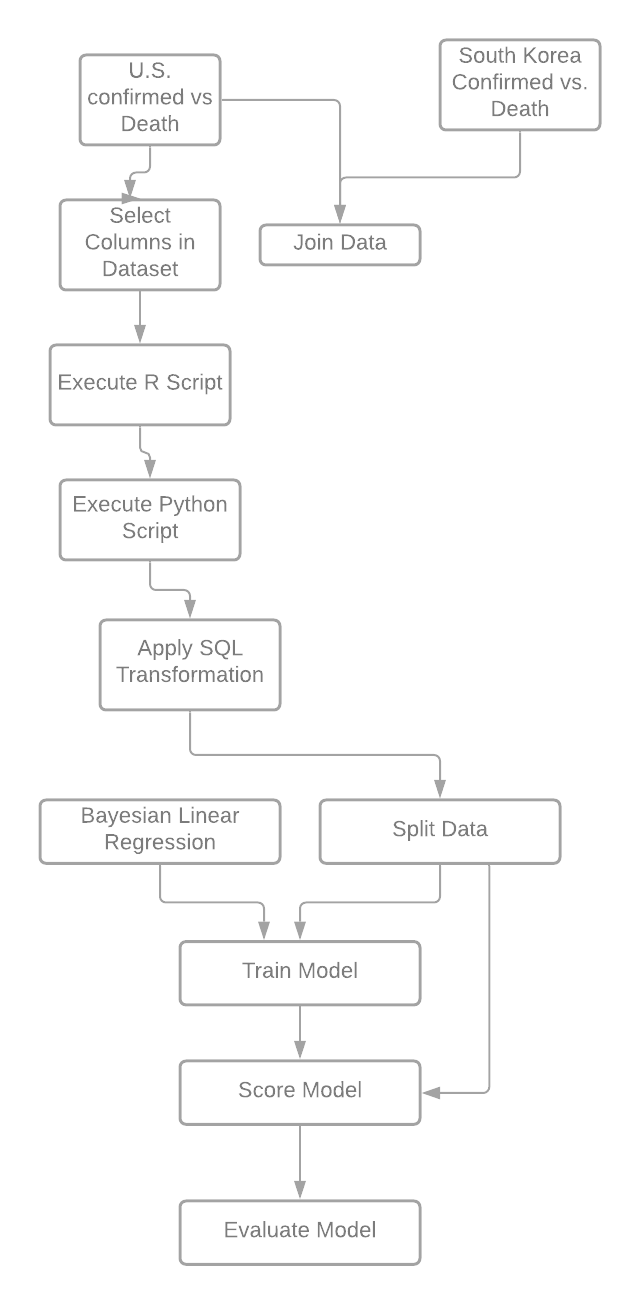 U.S.
confirmed vs
Death
South Korea
Confirmed vs.
Death
Select
Columns in
Dataset
Join Data
Execute R Script
Execute Python
Script
Apply SQL
Transformation
Bayesian Linear
Regression
Split Data
Train Model
Score Model
Evaluate Model